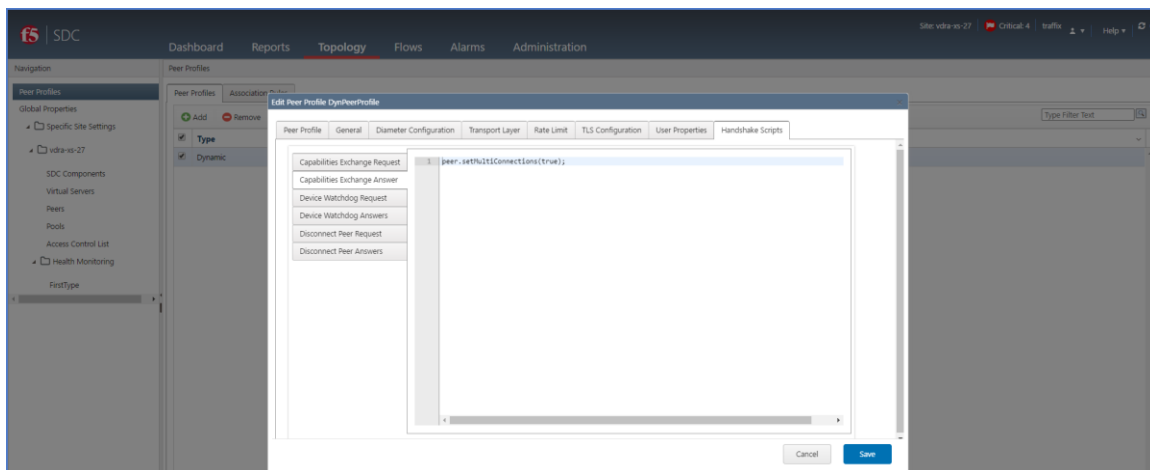 f5 SDC
Site: vdra-vs-27 Critical: 4 traffix Help
Dashboard Reports Topology Flows Alarms Administration
Navigation
Peer Profiles
Peer Profiles
Global Properties
Specific Site Settings
vdra-vs-27
SDC Components
Virtual Servers
Peers
Pools
Access Control List
Health Monitoring
FirstType
Peer Profiles Association
Add Remove
Type Filter Text
Type
Dynamic
Edit Peer Profile DynPeerProfile
Peer Profile General Diameter Configuration Transport Layer Rate Limit TLS Configuration User Properties Handshake Scripts
Capabilities Exchange Request
Capabilities Exchange Answer
Device Watchdog Request
Device Watchdog Answers
Disconnect Peer Request
Disconnect Peer Answers
1 peer.setMultiConnections(true);
Cancel Save